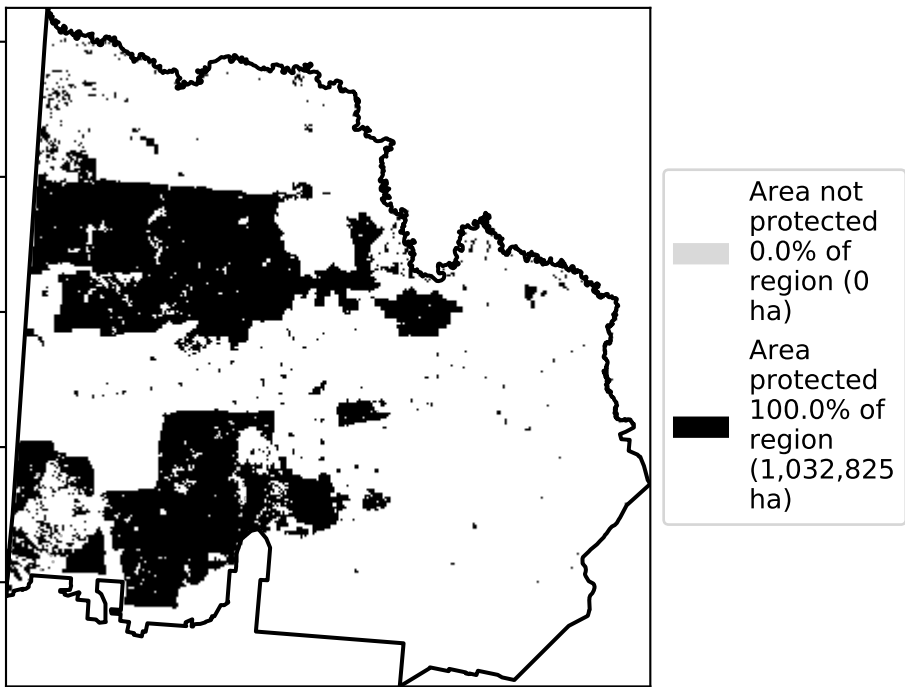 Area not
protected
0.0% of
region (0
ha)
Area
protected
100.0% of
region
(1,032,825
ha)